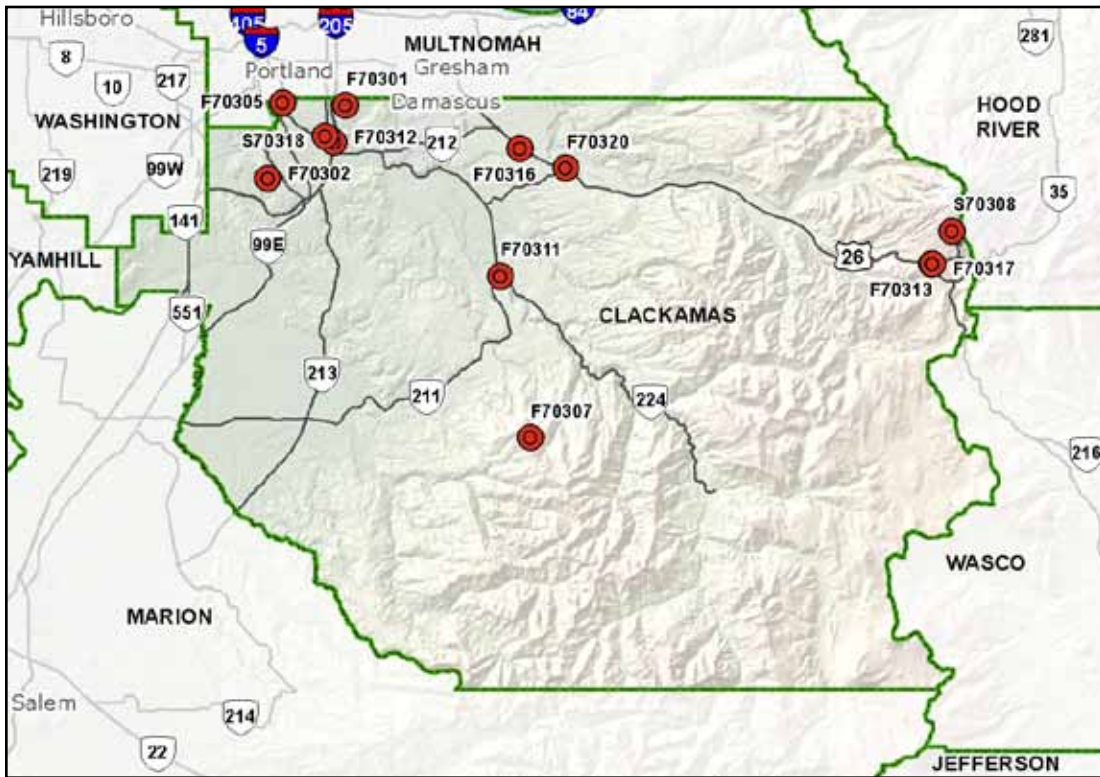 Hillsboro
405
205
84
5
MULTNOMAH
281
8
217
Portland
Gresham
10
F70301
F70305
Damascus
HOOD
RIVER
WASHINGTON
S70318
F70312
212
F70320
99W
219
F70302
F70316
35
141
S70308
99E
26
YAMHILL
F70311
F70313
F70317
551
CLACKAMAS
213
211
224
F70307
216
WASCO
MARION
Salem
214
22
JEFFERSON